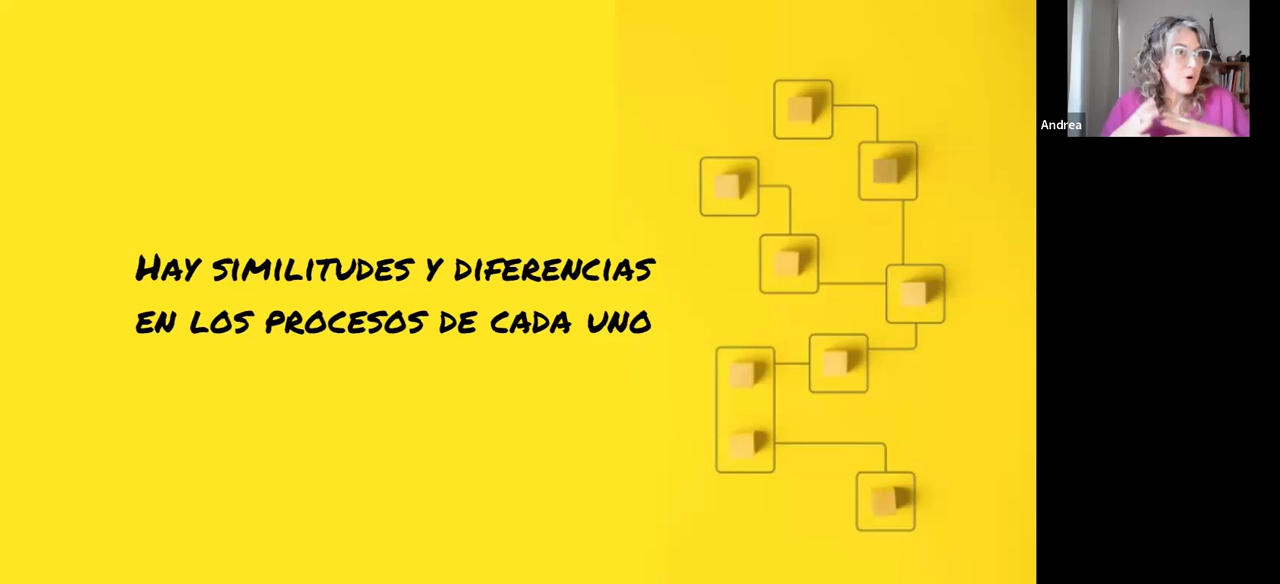 Hay similitudes y diferencias
en los procesos de cada uno
Andrea